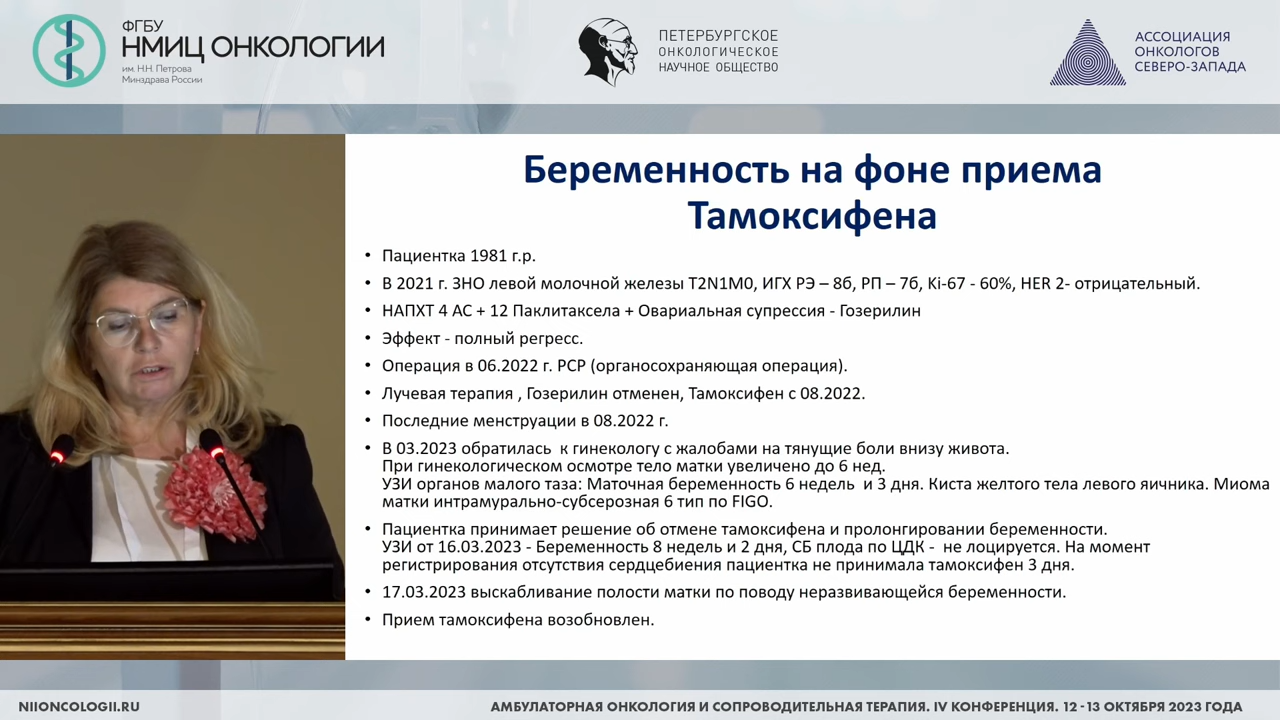 ФГБУ
НМИЦ ОНКОЛОГИИ
им. Н.Н. Петрова
Минздрава России
ПЕТЕРБУРГСКОЕ
ОНКОЛОГИЧЕСКОЕ
НАУЧНОЕ ОБЩЕСТВО
АССОЦИАЦИЯ
ОНКОЛОГОВ
СЕВЕРО-ЗАПАДА
Беременность на фоне приема
Тамоксифена
• Пациентка 1981 г.р.
• В 2021 г. ЗНО левой молочной железы T2N1M0, ИГХ РЭ – 8б, РП – 7б, Ki-67 - 60%, HER 2- отрицательный.
• НАПХТ 4 АС + 12 Паклитаксела + Овариальная супрессия - Гозерилин
• Эффект - полный регресс.
• Операция в 06.2022 г. РСР (органосохраняющая операция).
• Лучевая терапия , Гозерилин отменен, Тамоксифен с 08.2022.
• Последние менструации в 08.2022 г.
• В 03.2023 обратилась  к гинекологу с жалобами на тянущие боли внизу живота.
При гинекологическом осмотре тело матки увеличено до 6 нед.
УЗИ органов малого таза: Маточная беременность 6 недель  и 3 дня. Киста желтого тела левого яичника. Миома
матки интрамурально-субсерозная 6 тип по FIGO.
• Пациентка принимает решение об отмене тамоксифена и пролонгировании беременности.
УЗИ от 16.03.2023 - Беременность 8 недель и 2 дня, СБ плода по ЦДК -  не лоцируется. На момент
регистрирования отсутствия сердцебиения пациентка не принимала тамоксифен 3 дня.
• 17.03.2023 выскабливание полости матки по поводу неразвивающейся беременности.
• Прием тамоксифена возобновлен.
NIIONCOLOGII.RU
АМБУЛАТОРНАЯ ОНКОЛОГИЯ И СОПРОВОДИТЕЛЬНАЯ ТЕРАПИЯ. IV КОНФЕРЕНЦИЯ. 12-13 ОКТЯБРЯ 2023 ГОДА